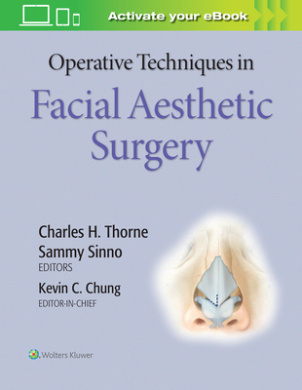 Activate your eBook
Operative Techniques in
Facial Aesthetic
Surgery
Charles H. Thorne
Sammy Sinno
EDITORS
Kevin C. Chung
EDITOR-IN-CHIEF
Wolters Kluwer